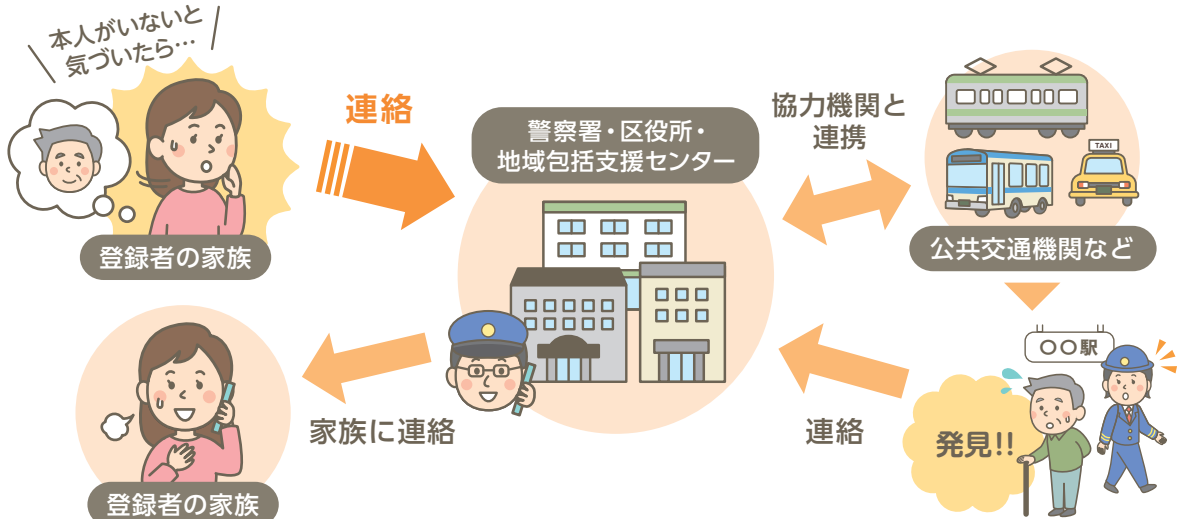 本人がいないと
気づいたら…
登録者の家族
連絡
警察署・区役所・
地域包括支援センター
協力機関と
連携
TAXI
公共交通機関など
〇〇駅
発見!!
連絡
家族に連絡
登録者の家族